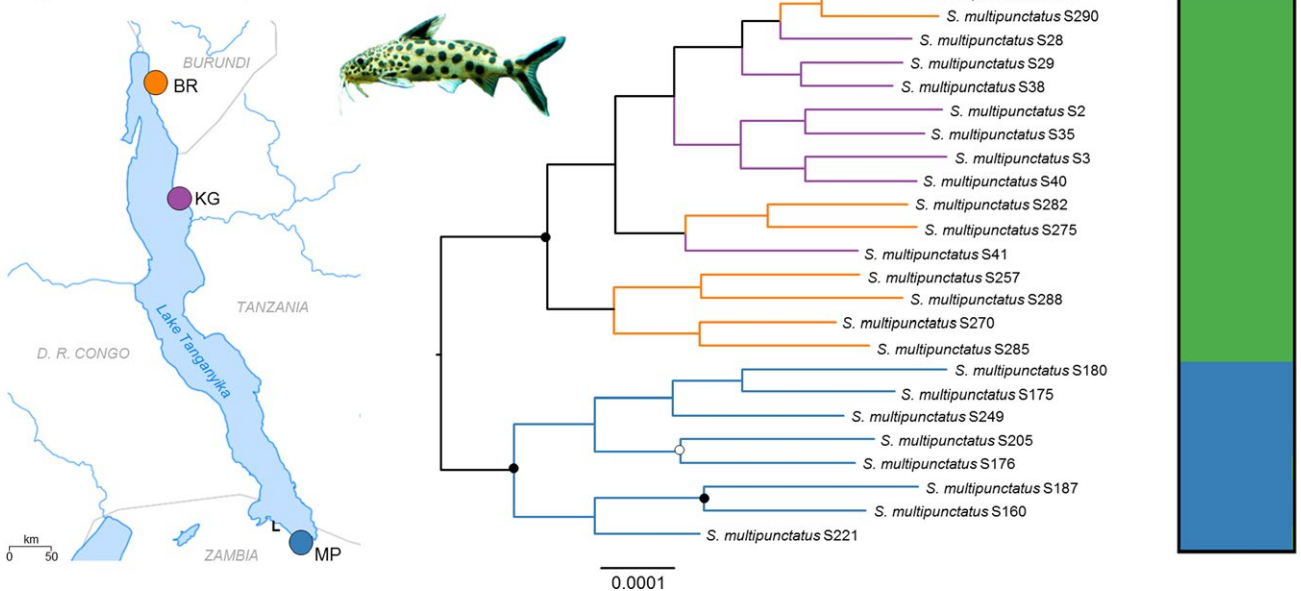 BURUNDI
BR
KG
TANZANIA
D. R. CONGO
Lake Tanganyika
L
MP
ZAMBIA
km
0 50
S. multipunctatus S290
S. multipunctatus S28
S. multipunctatus S29
S. multipunctatus S38
S. multipunctatus S2
S. multipunctatus S35
S. multipunctatus S3
S. multipunctatus S40
S. multipunctatus S282
S. multipunctatus S275
S. multipunctatus S41
S. multipunctatus S257
S. multipunctatus S288
S. multipunctatus S270
S. multipunctatus S285
S. multipunctatus S180
S. multipunctatus S175
S. multipunctatus S249
S. multipunctatus S205
S. multipunctatus S176
S. multipunctatus S187
S. multipunctatus S160
S. multipunctatus S221
0.0001